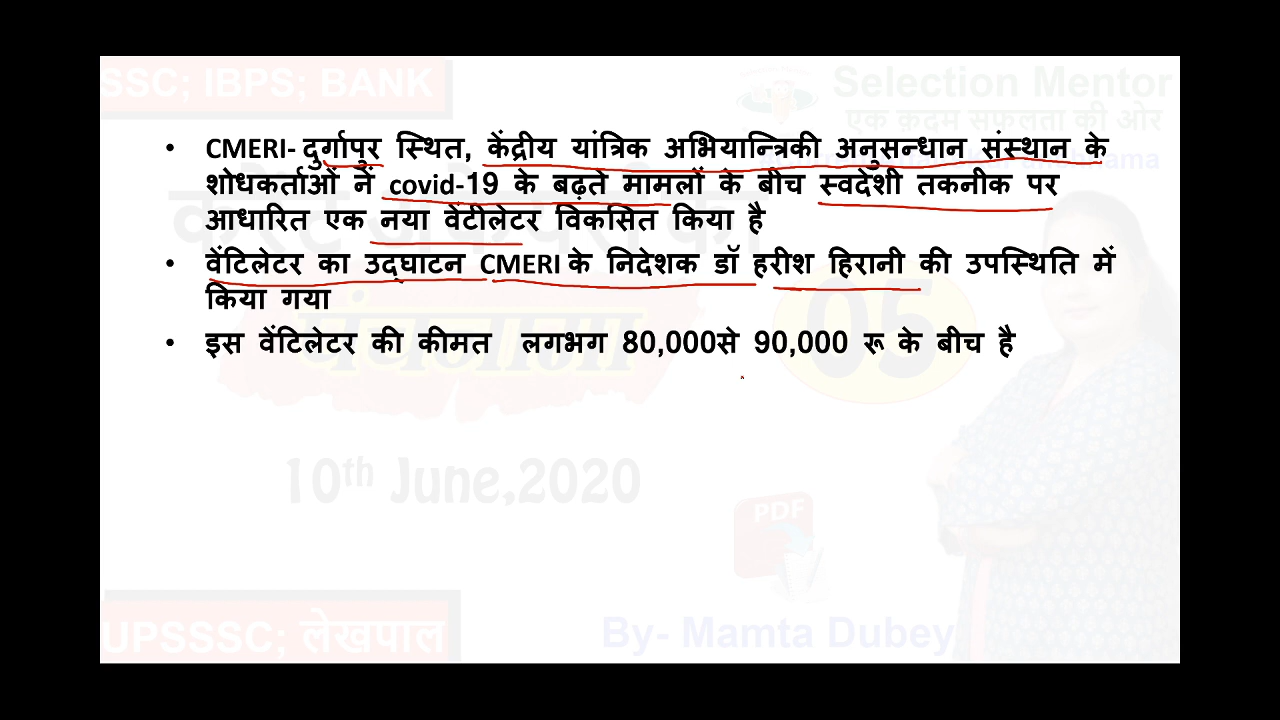 SSC; IBPS; BANK
Selection Mentor
एक क़दम सफलता की ओर
• CMERI- दुर्गापुर स्थित, केंद्रीय यांत्रिक अभियान्त्रिकी अनुसन्धान संस्थान के
शोधकर्ताओं नें covid-19 के बढ़ते मामलों के बीच स्वदेशी तकनीक पर
आधारित एक नया वेंटीलेटर विकसित किया है
• वेंटिलेटर का उद्घाटन CMERI के निदेशक डॉ हरीश हिरानी की उपस्थिति में
किया गया
• इस वेंटिलेटर की कीमत लगभग 80,000से 90,000 रू के बीच है
05
10th June,2020
PDF
UPSSSC; लेखपाल
By- Mamta Dubey